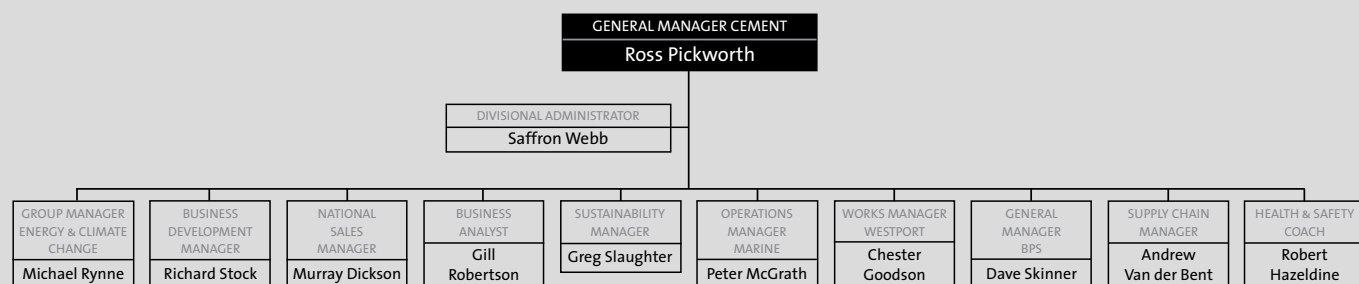 GENERAL MANAGER CEMENT
Ross Pickworth
DIVISIONAL ADMINISTRATOR
Saffron Webb
GROUP MANAGER
ENERGY & CLIMATE
CHANGE
Michael Rynne
BUSINESS
DEVELOPMENT
MANAGER
Richard Stock
NATIONAL
SALES
MANAGER
Murray Dickson
BUSINESS
ANALYST
Gill
Robertson
SUSTAINABILITY
MANAGER
Greg Slaughter
OPERATIONS
MANAGER
MARINE
Peter McGrath
WORKS MANAGER
WESTPORT
Chester
Goodson
GENERAL
MANAGER
BPS
Dave Skinner
SUPPLY CHAIN
MANAGER
Andrew
Van der Bent
HEALTH & SAFETY
COACH
Robert
Hazeldine